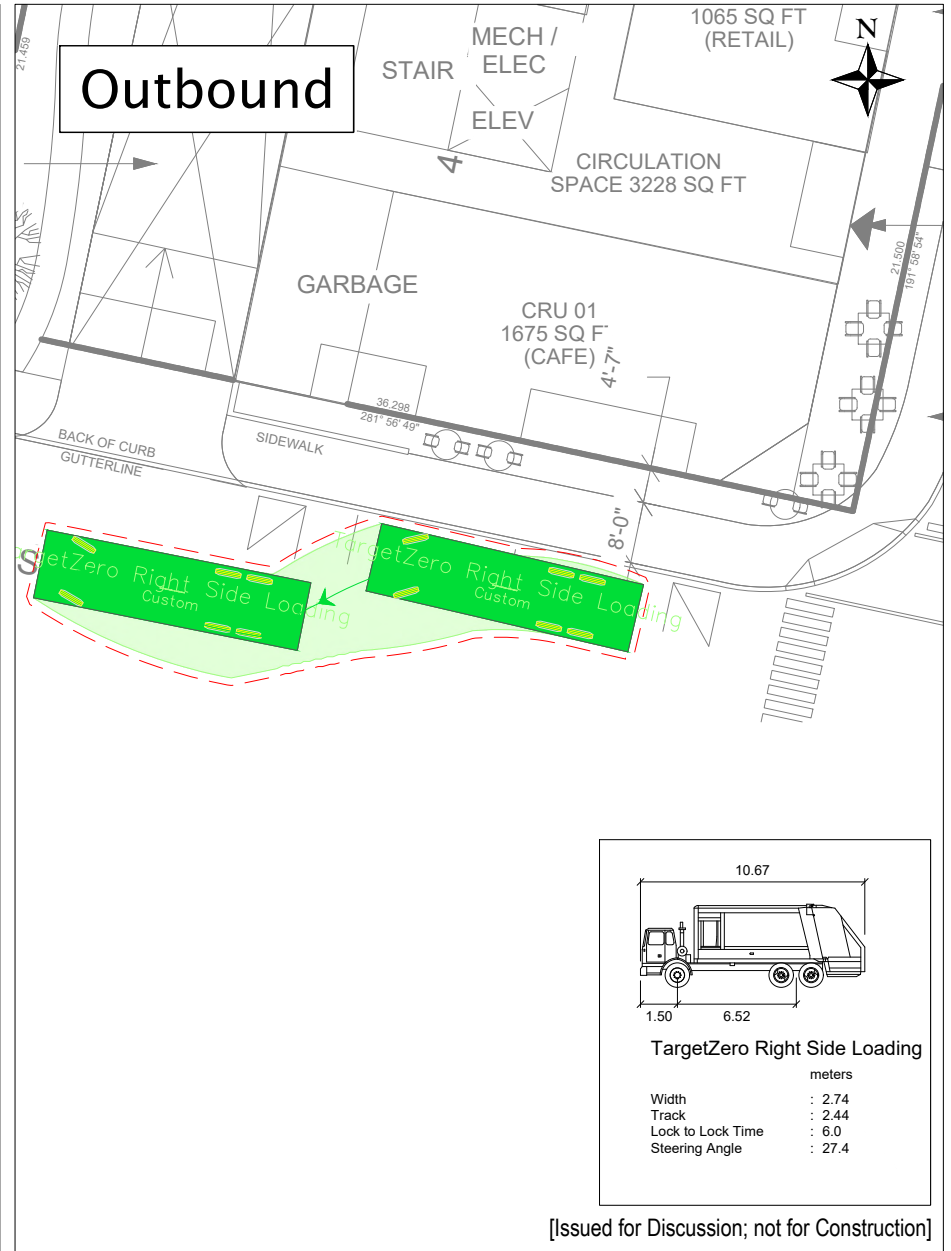 21.459
Outbound
MECH /
ELEC
STAIR
ELEV
4
1065 SQ FT
(RETAIL)
N
CIRCULATION
SPACE 3228 SQ FT
21.500
191° 58' 54"
GARBAGE
CRU 01
1675 SQ F
(CAFE)
4'-7"
36.298
281° 56' 49"
BACK OF CURB
GUTTERLINE
SIDEWALK
8'-0"
S
getZero Right Side Loading
Custom
TargetZero Right Side Loading
Custom
10.67
1.50
6.52
TargetZero Right Side Loading
meters
Width : 2.74
Track : 2.44
Lock to Lock Time : 6.0
Steering Angle : 27.4
[Issued for Discussion; not for Construction]